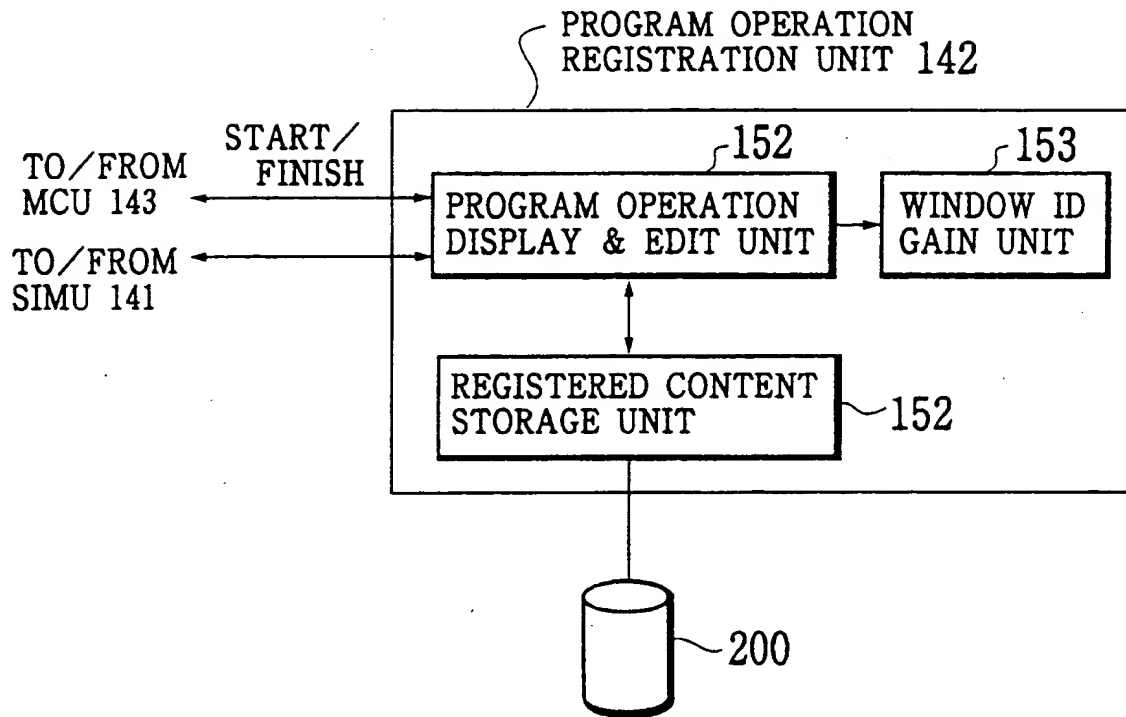 PROGRAM OPERATION
REGISTRATION UNIT 142
START/
FINISH
TO/FROM
MCU 143
TO/FROM
SIMU 141
152
PROGRAM OPERATION
DISPLAY & EDIT UNIT
153
WINDOW ID
GAIN UNIT
REGISTERED CONTENT
STORAGE UNIT
152
200